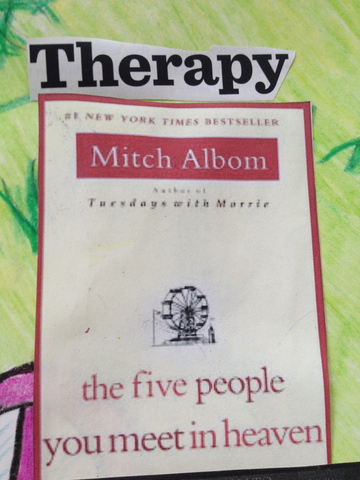 Therapy
#1 NEW YORK TIMES BESTSELLER
Mitch Albom
Author of
Tuesdays with Morrie
the five people
you meet in heaven